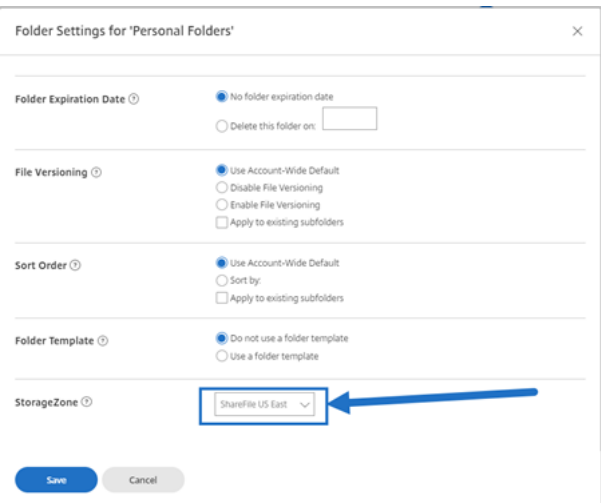 Folder Settings for 'Personal Folders'
Folder Expiration Date
No folder expiration date
Delete this folder on:
File Versioning
Use Account-Wide Default
Disable File Versioning
Enable File Versioning
Apply to existing subfolders
Sort Order
Use Account-Wide Default
Sort by:
Apply to existing subfolders
Folder Template
Do not use a folder template
Use a folder template
StorageZone
ShareFile US East
Save Cancel